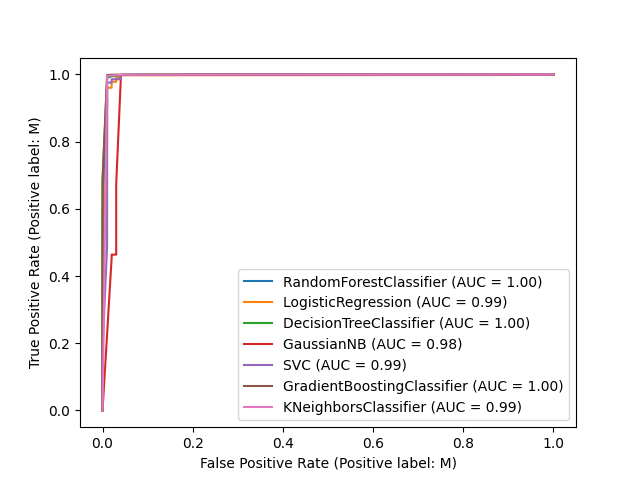 1.0
0.8
0.6
0.4
0.2
0.0
True Positive Rate (Positive label: M)
RandomForestClassifier (AUC = 1.00)
LogisticRegression (AUC = 0.99)
DecisionTreeClassifier (AUC = 1.00)
GaussianNB (AUC = 0.98)
SVC (AUC = 0.99)
GradientBoostingClassifier (AUC = 1.00)
KNeighborsClassifier (AUC = 0.99)
0.0 0.2 0.4 0.6 0.8 1.0
False Positive Rate (Positive label: M)